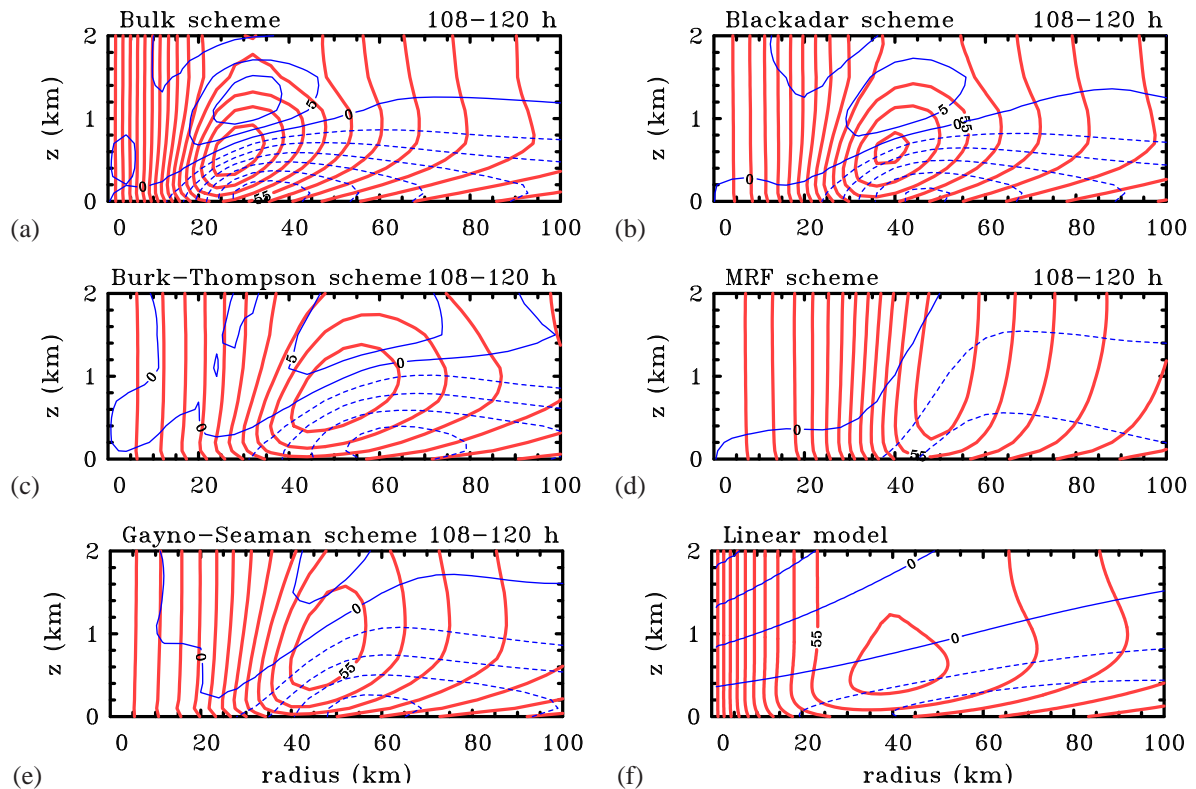 Bulk scheme 108−120 h
Blackadar scheme 108−120 h
2 2
z (km) 1 5 0 z (km) 1 5 55 0
0 0 55 0 0
(a) 0 20 40 60 80 100 (b) 0 20 40 60 80 100
Burk−Thompson scheme 108−120 h
MRF scheme 108−120 h
2 2
z (km) 1 0 5 0 z (km) 1
0 0 0 0 55
(c) 0 20 40 60 80 100 (d) 0 20 40 60 80 100
Gayno−Seaman scheme 108−120 h
Linear model
2 2 0
z (km) 1 0 0 55 z (km) 1 55 0
0 0
0 20 40 60 80 100 0 20 40 60 80 100
(e) radius (km) (f) radius (km)